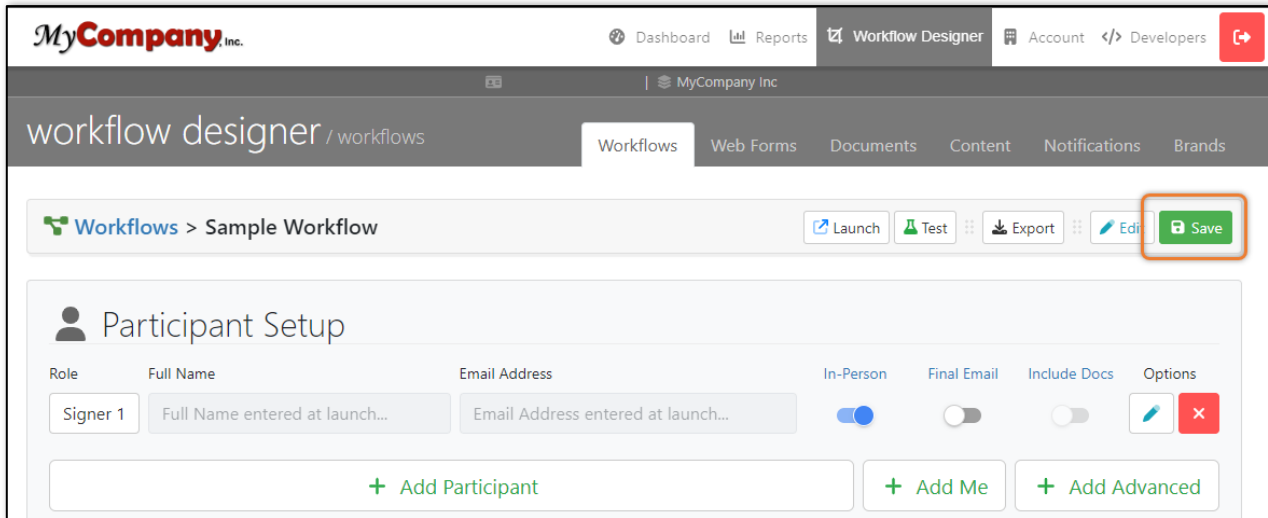 MyCompany, Inc.
Dashboard Reports Workflow Designer Account </> Developers
| MyCompany Inc
workflow designer / workflows
Workflows Web Forms Documents Content Notifications Brands
Workflows > Sample Workflow
Launch Test Export Edit Save
Participant Setup
Role Full Name Email Address In-Person Final Email Include Docs Options
Signer 1 Full Name entered at launch... Email Address entered at launch...
+ Add Participant + Add Me + Add Advanced